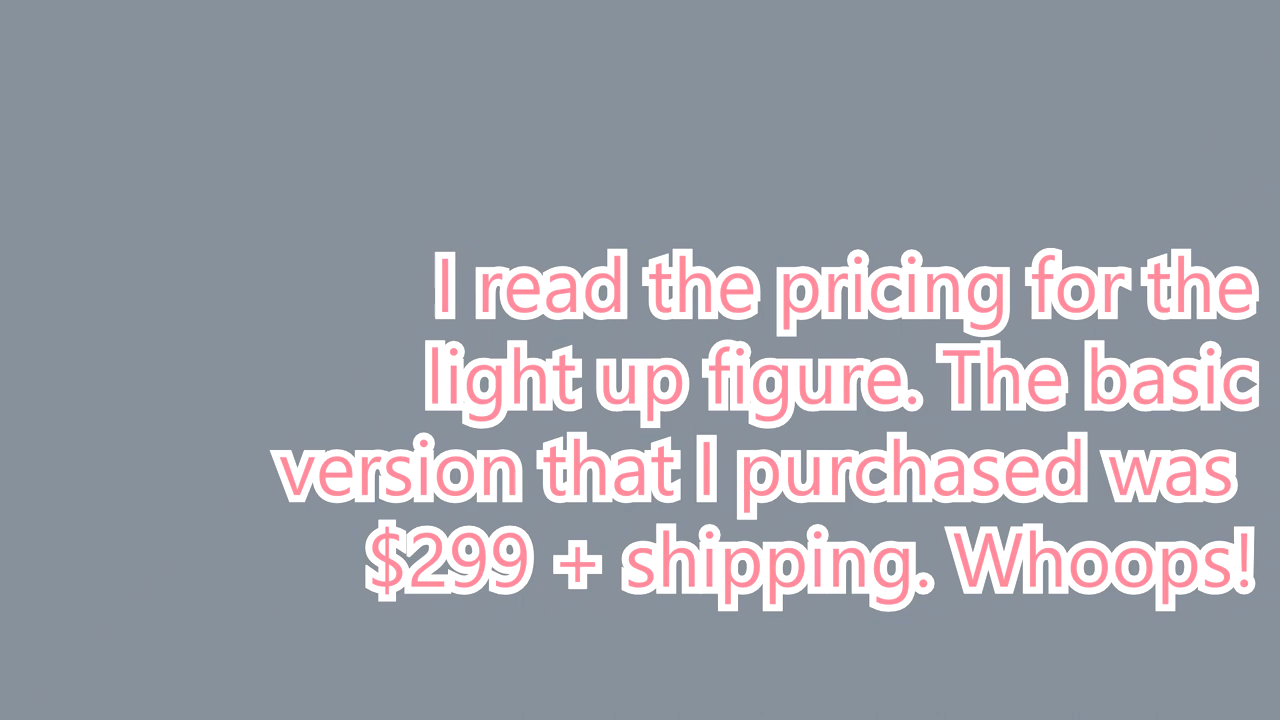 I read the pricing for the
light up figure. The basic
version that I purchased was
$299 + shipping. Whoops!